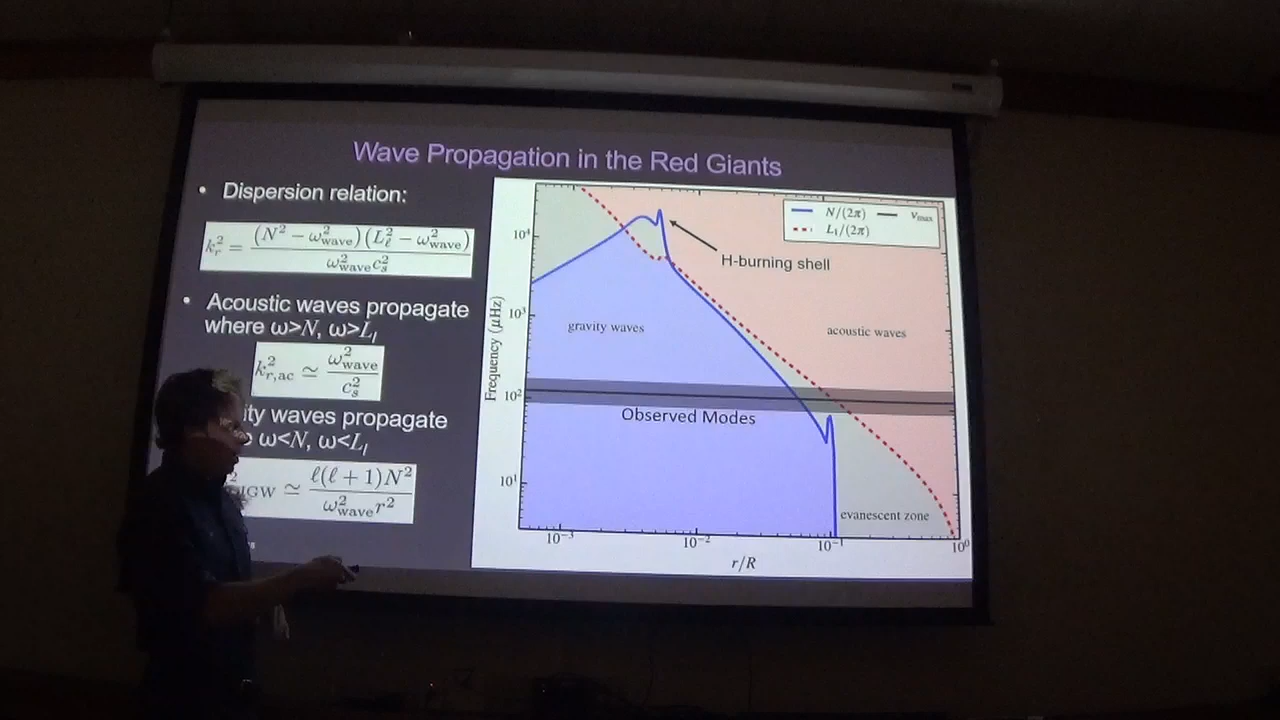 Wave Propagation in the Red Giants
• Dispersion relation:
k_r^2 = (N^2 − ω_wave^2)(L_ℓ^2 − ω_wave^2) / ω_wave^2 c_s^2
• Acoustic waves propagate
where ω>N, ω>L_l
k_{r,ac}^2 ≃ ω_wave^2 / c_s^2
waves propagate
ω<N, ω<L_l
≃ ℓ(ℓ + 1)N^2 / ω_wave^2 r^2
N/(2π)
ν_max
L_1/(2π)
H-burning shell
gravity waves
acoustic waves
Observed Modes
evanescent zone
Frequency (μHz)
10^4
10^3
10^2
10^1
10^-3
10^-2
10^-1
10^0
r/R